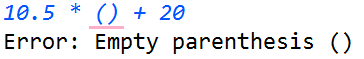 10.5 * () + 20
Error: Empty parenthesis ()